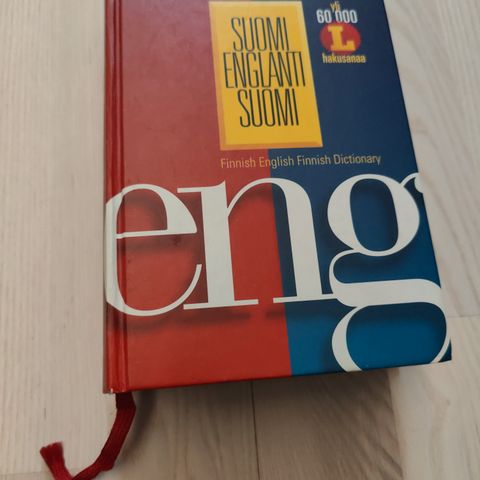 SUOMI
ENGLANTI
SUOMI
yli
60'000
L
hakusanaa
Finnish English Finnish Dictionary
eng